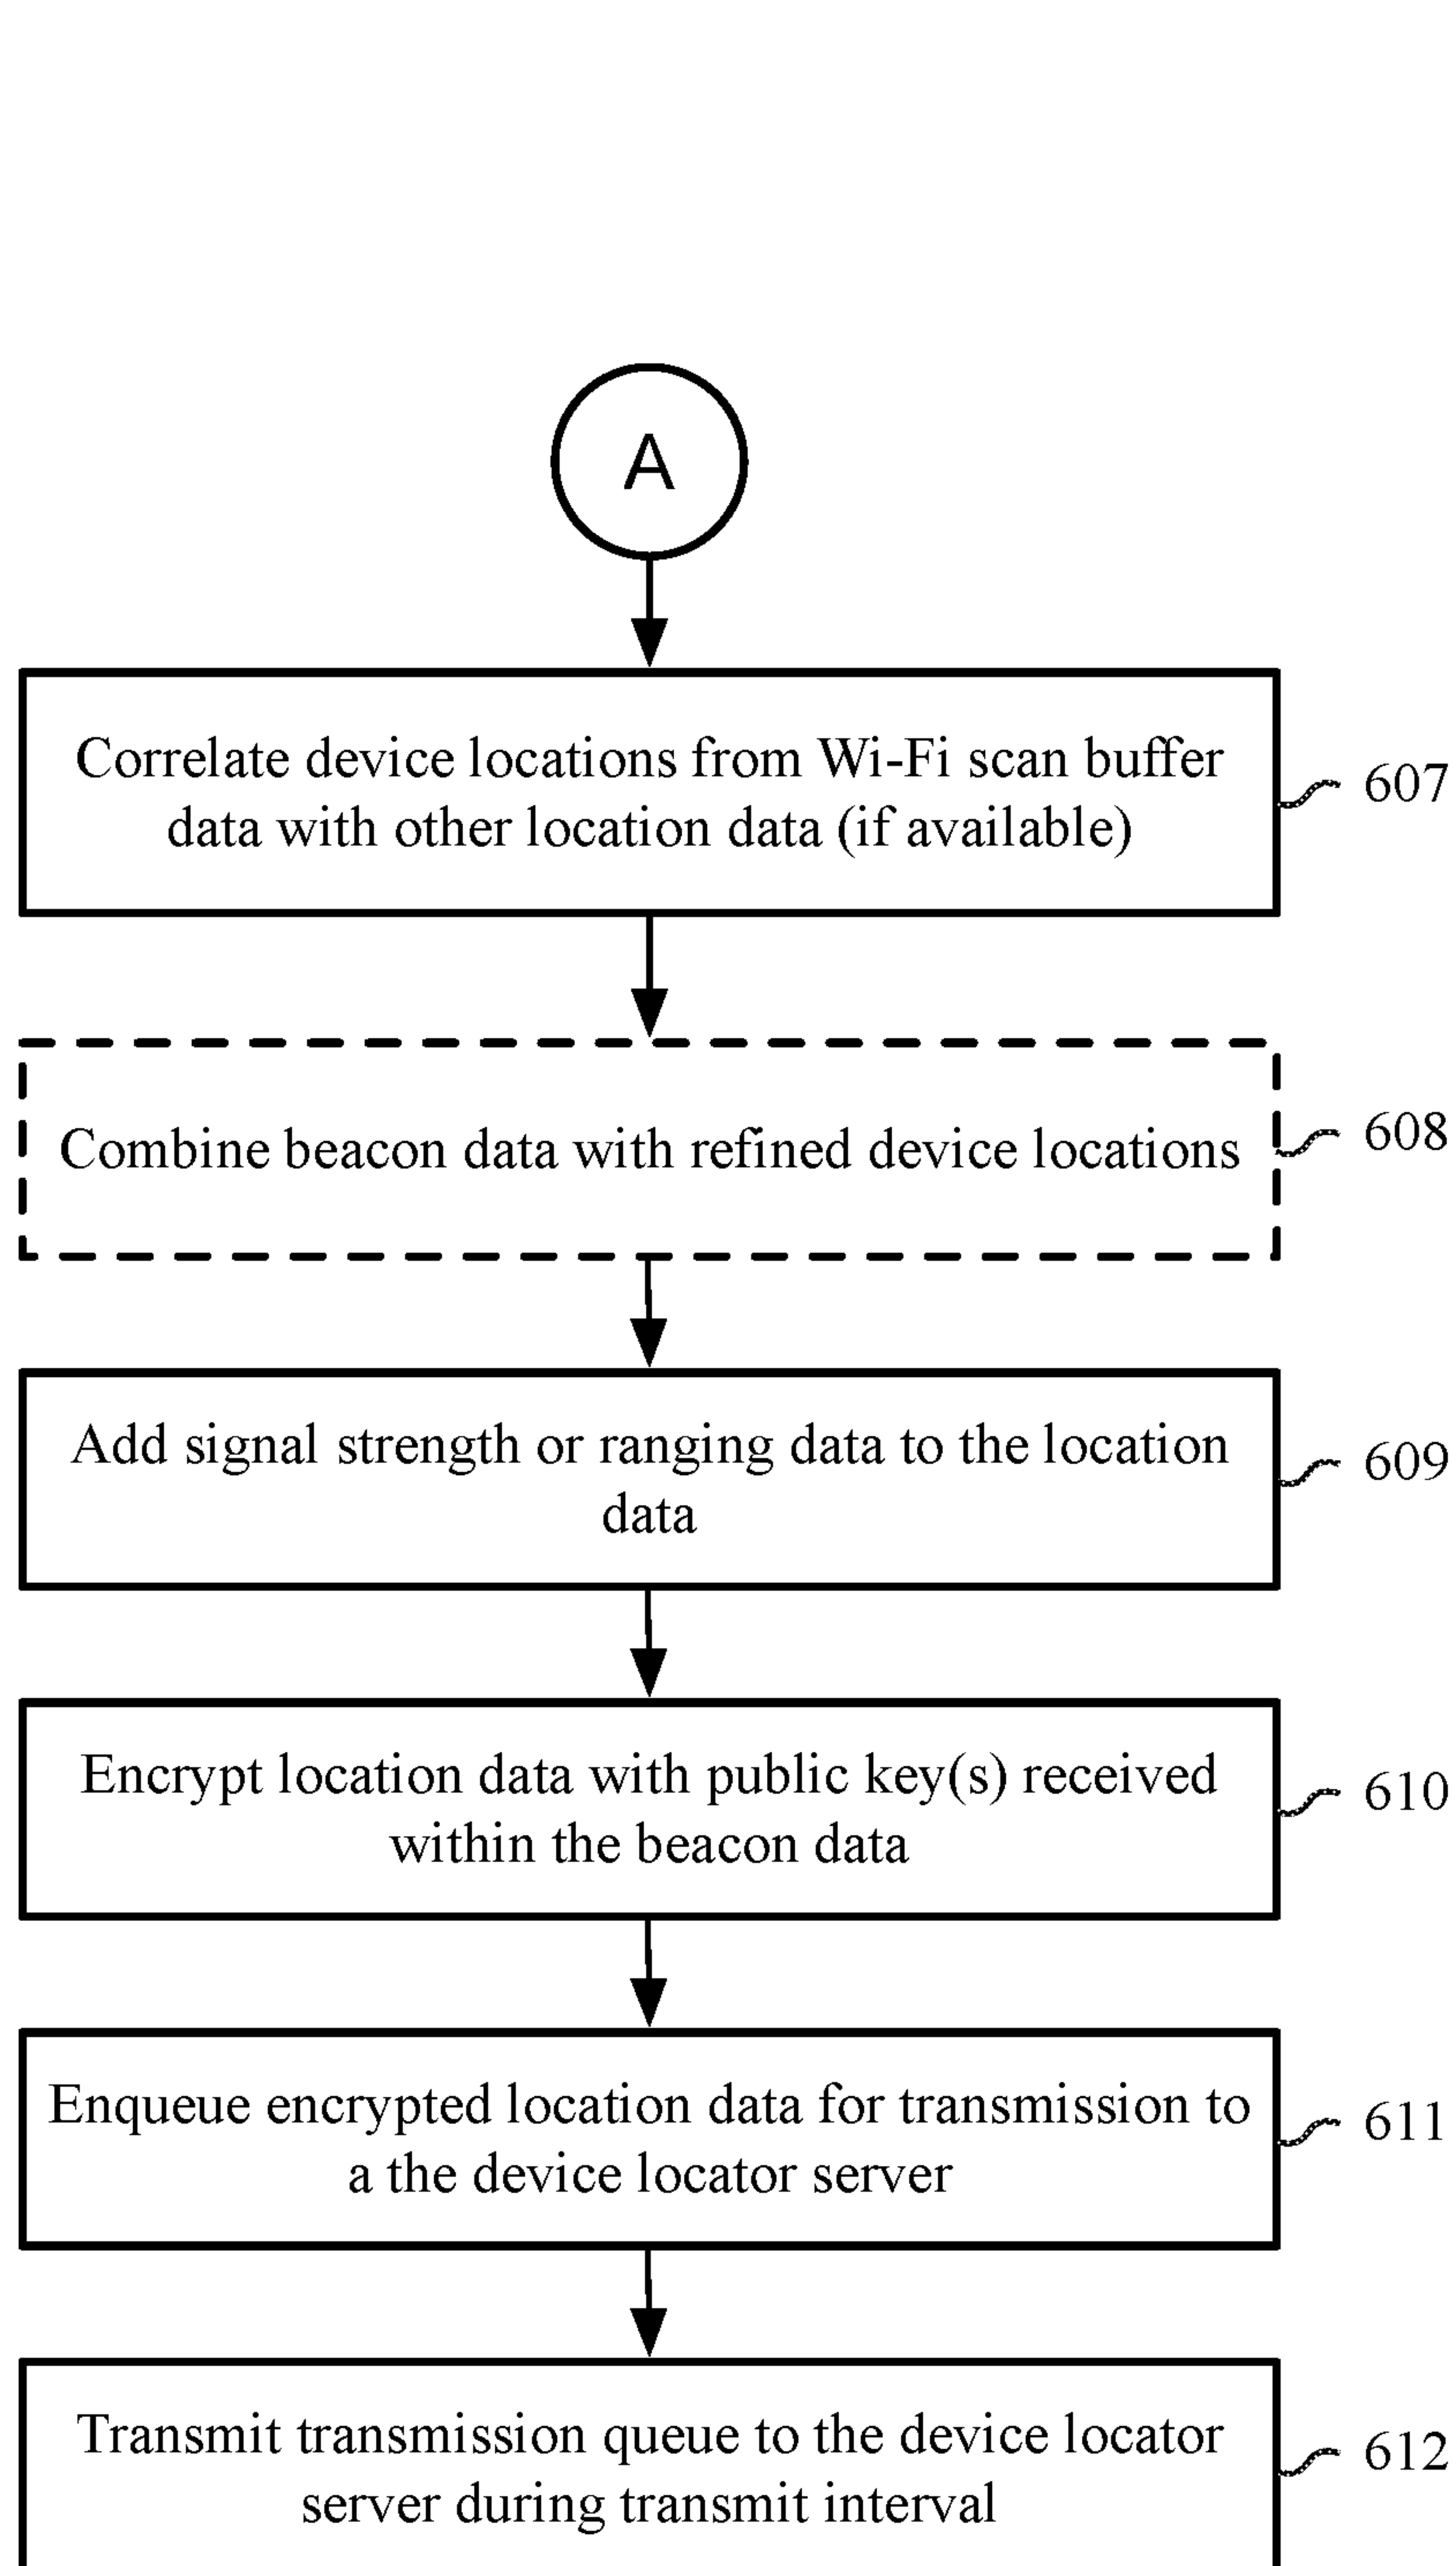 A
Correlate device locations from Wi-Fi scan buffer
data with other location data (if available)
607
Combine beacon data with refined device locations
608
Add signal strength or ranging data to the location
data
609
Encrypt location data with public key(s) received
within the beacon data
610
Enqueue encrypted location data for transmission to
a the device locator server
611
Transmit transmission queue to the device locator
server during transmit interval
612